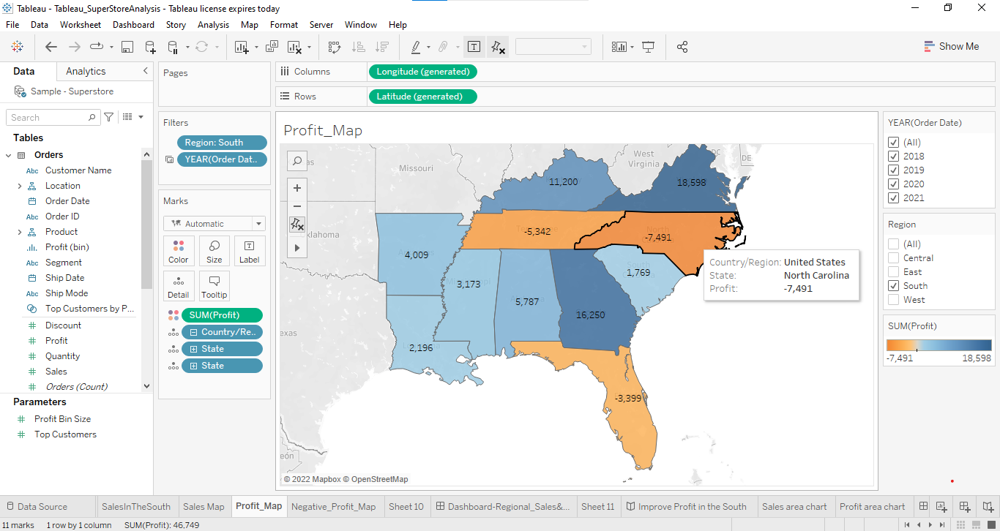 Tableau - Tableau_SuperStoreAnalysis - Tableau license expires today
File Data Worksheet Dashboard Story Analysis Map Format Server Window Help
Show Me
Data Analytics
Sample - Superstore
Search
Tables
Orders
Abc Customer Name
Location
Order Date
Abc Order ID
Product
Profit (bin)
Abc Segment
Ship Date
Abc Ship Mode
Top Customers by P...
Discount
Profit
Quantity
Sales
Orders (Count)
Parameters
Profit Bin Size
Top Customers
Pages
Filters
Region: South
YEAR(Order Dat..
Marks
Automatic
Color Size Label
Detail Tooltip
SUM(Profit)
Country/Re..
State
State
Columns Longitude (generated)
Rows Latitude (generated)
Profit_Map
Missouri
West
Virginia
DC
DE
11,200
18,598
-5,342
North
-7,491
4,009
3,173
5,787
16,250
South
1,769
2,196
-3,399
Country/Region: United States
State: North Carolina
Profit: -7,491
© 2022 Mapbox © OpenStreetMap
YEAR(Order Date)
(All)
2018
2019
2020
2021
Region
(All)
Central
East
South
West
SUM(Profit)
-7,491 18,598
Data Source SalesInTheSouth Sales Map Profit_Map Negative_Profit_Map Sheet 10 Dashboard-Regional_Sales&... Sheet 11 Improve Profit in the South Sales area chart Profit area chart
11 marks 1 row by 1 column SUM(Profit): 46,749